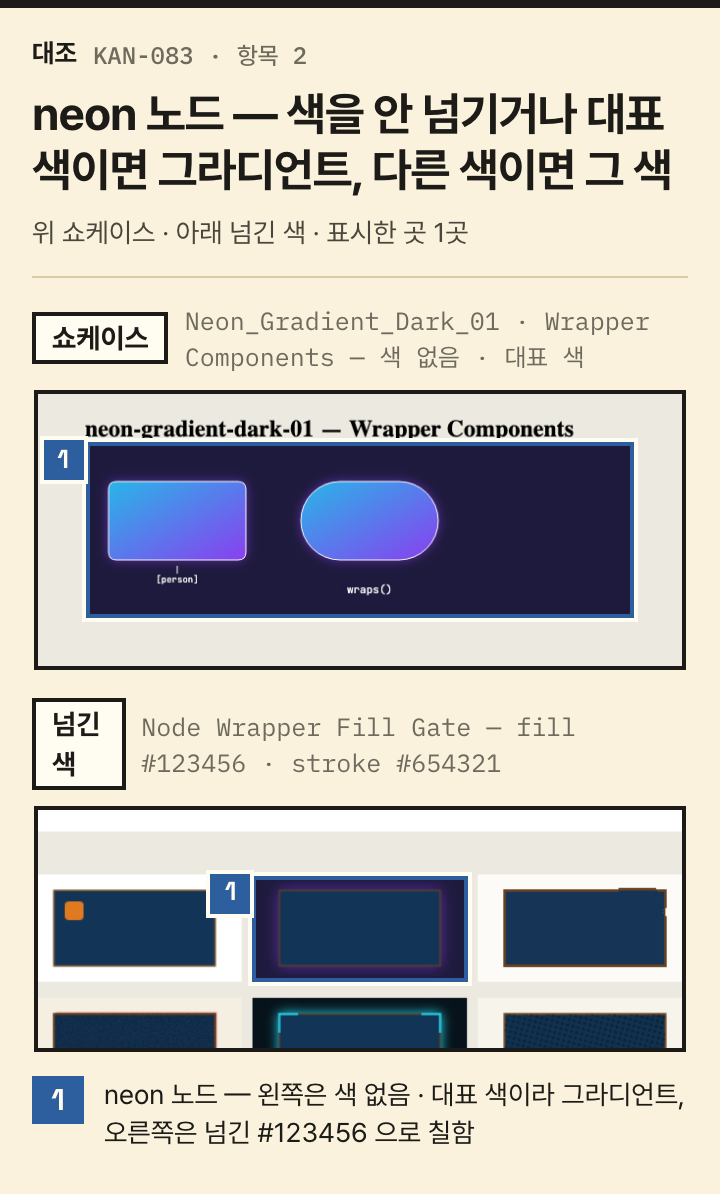 대조 KAN-083 · 항목 2
neon 노드 — 색을 안 넘기거나 대표
색이면 그라디언트, 다른 색이면 그 색
위 쇼케이스 · 아래 넘긴 색 · 표시한 곳 1곳
쇼케이스
Neon_Gradient_Dark_01 · Wrapper
Components — 색 없음 · 대표 색
neon-gradient-dark-01 — Wrapper Components
1
[person]
wraps()
넘긴
색
Node Wrapper Fill Gate — fill
#123456 · stroke #654321
1
1
neon 노드 — 왼쪽은 색 없음 · 대표 색이라 그라디언트,
오른쪽은 넘긴 #123456 으로 칠함